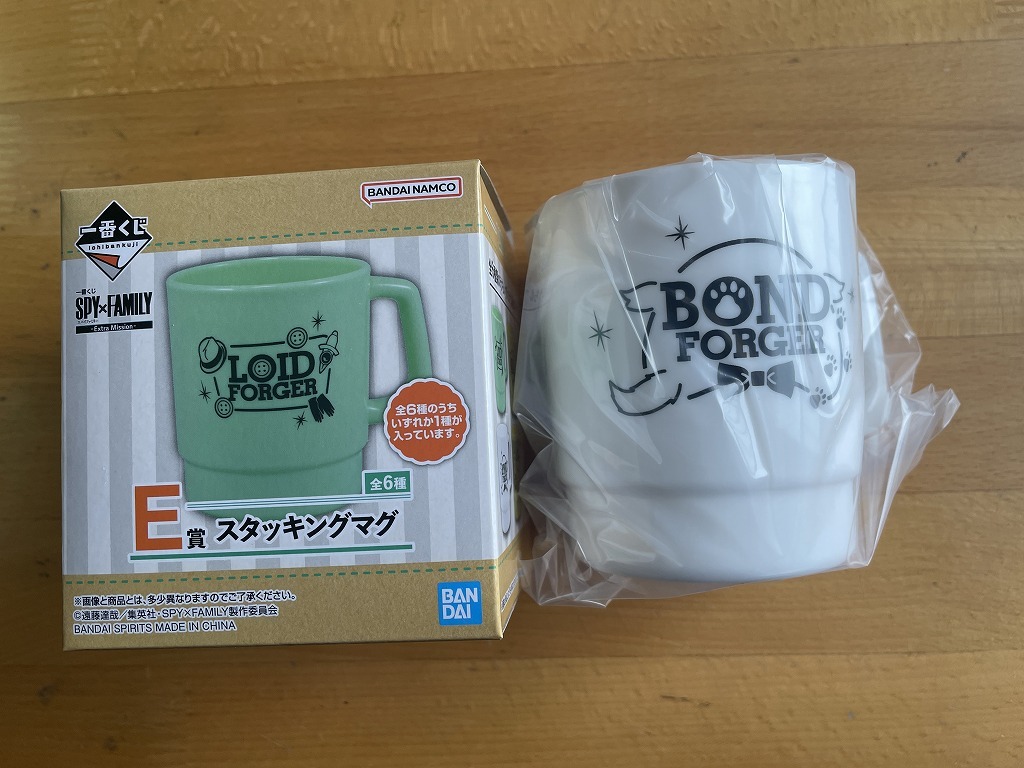 一番くじ
ichibankuji
BANDAI NAMCO
一番くじ
SPY×FAMILY
-Extra Mission-
LOID
FORGER
全6種のうち
いずれか1種が
入っています。
全6種
E賞 スタッキングマグ
※画像と商品とは、多少異なりますのでご了承ください。
©遠藤達哉／集英社・SPY×FAMILY製作委員会
BANDAI SPIRITS MADE IN CHINA
BAN
DAI
BOND
FORGER